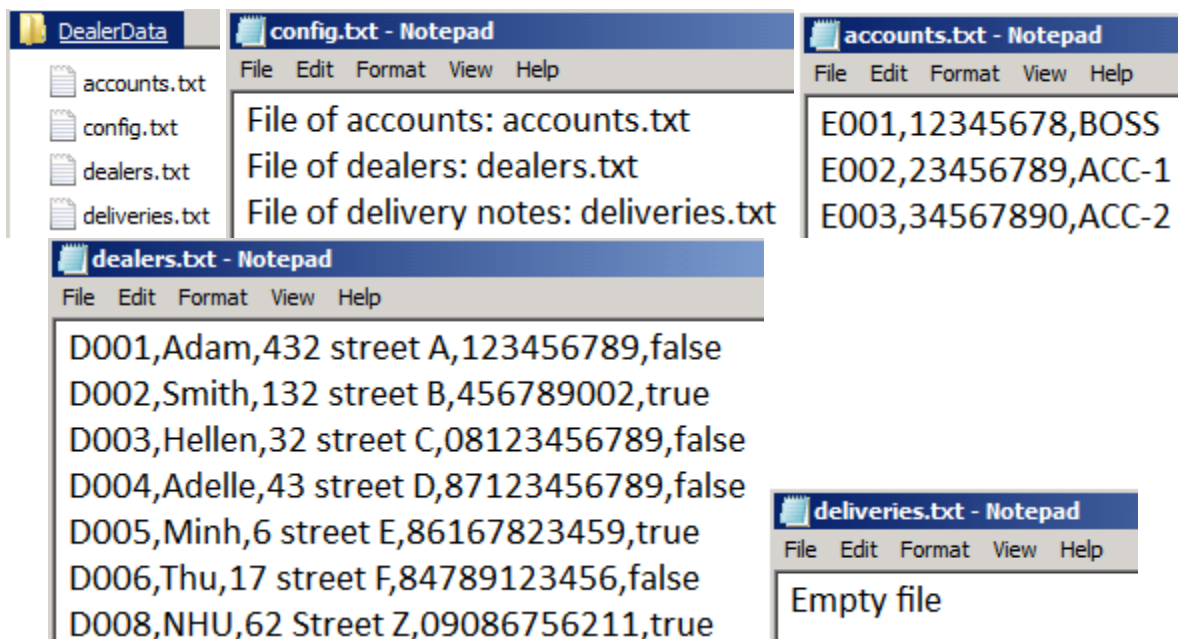 DealerData
accounts.txt
config.txt
dealers.txt
deliveries.txt
config.txt - Notepad
File Edit Format View Help
File of accounts: accounts.txt
File of dealers: dealers.txt
File of delivery notes: deliveries.txt
accounts.txt - Notepad
File Edit Format View Help
E001,12345678,BOSS
E002,23456789,ACC-1
E003,34567890,ACC-2
dealers.txt - Notepad
File Edit Format View Help
D001,Adam,432 street A,123456789,false
D002,Smith,132 street B,456789002,true
D003,Hellen,32 street C,08123456789,false
D004,Adelle,43 street D,87123456789,false
D005,Minh,6 street E,86167823459,true
D006,Thu,17 street F,84789123456,false
D008,NHU,62 Street Z,09086756211,true
deliveries.txt - Notepad
File Edit Format View Help
Empty file